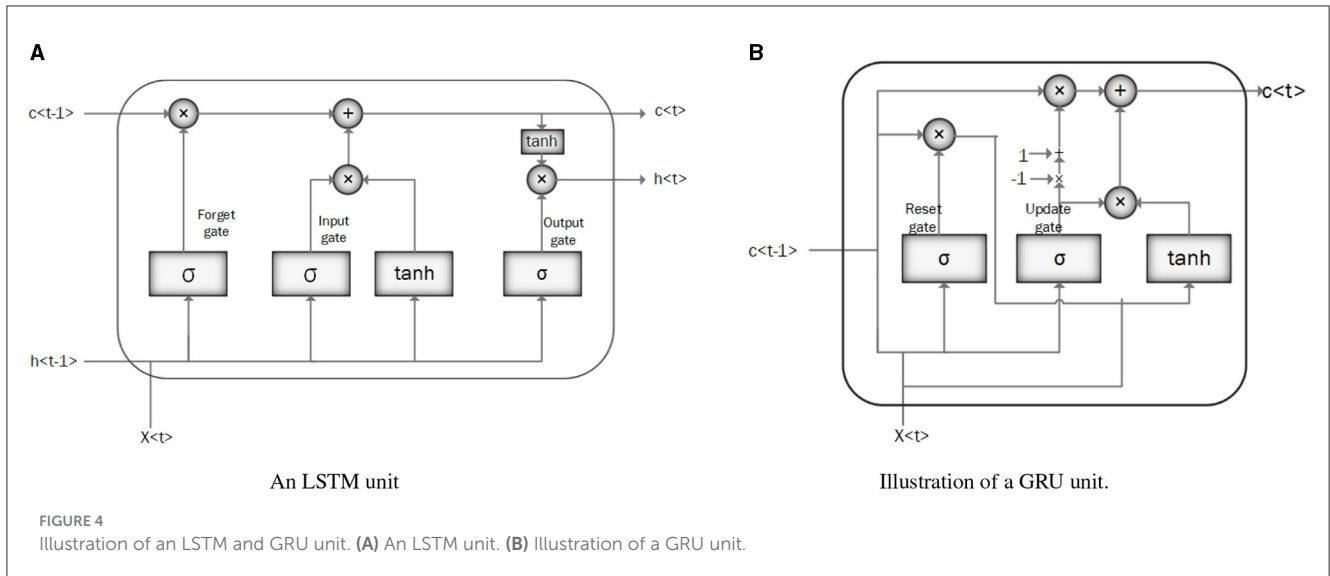 A
c<t-1>
×
+
c<t>
tanh
×
×
h<t>
Forget
gate
Input
gate
Output
gate
σ
σ
tanh
σ
h<t-1>
X<t>
An LSTM unit
B
×
+
c<t>
×
1
+
-1
×
×
Reset
gate
Update
gate
c<t-1>
σ
σ
tanh
X<t>
Illustration of a GRU unit.
FIGURE 4
Illustration of an LSTM and GRU unit. (A) An LSTM unit. (B) Illustration of a GRU unit.